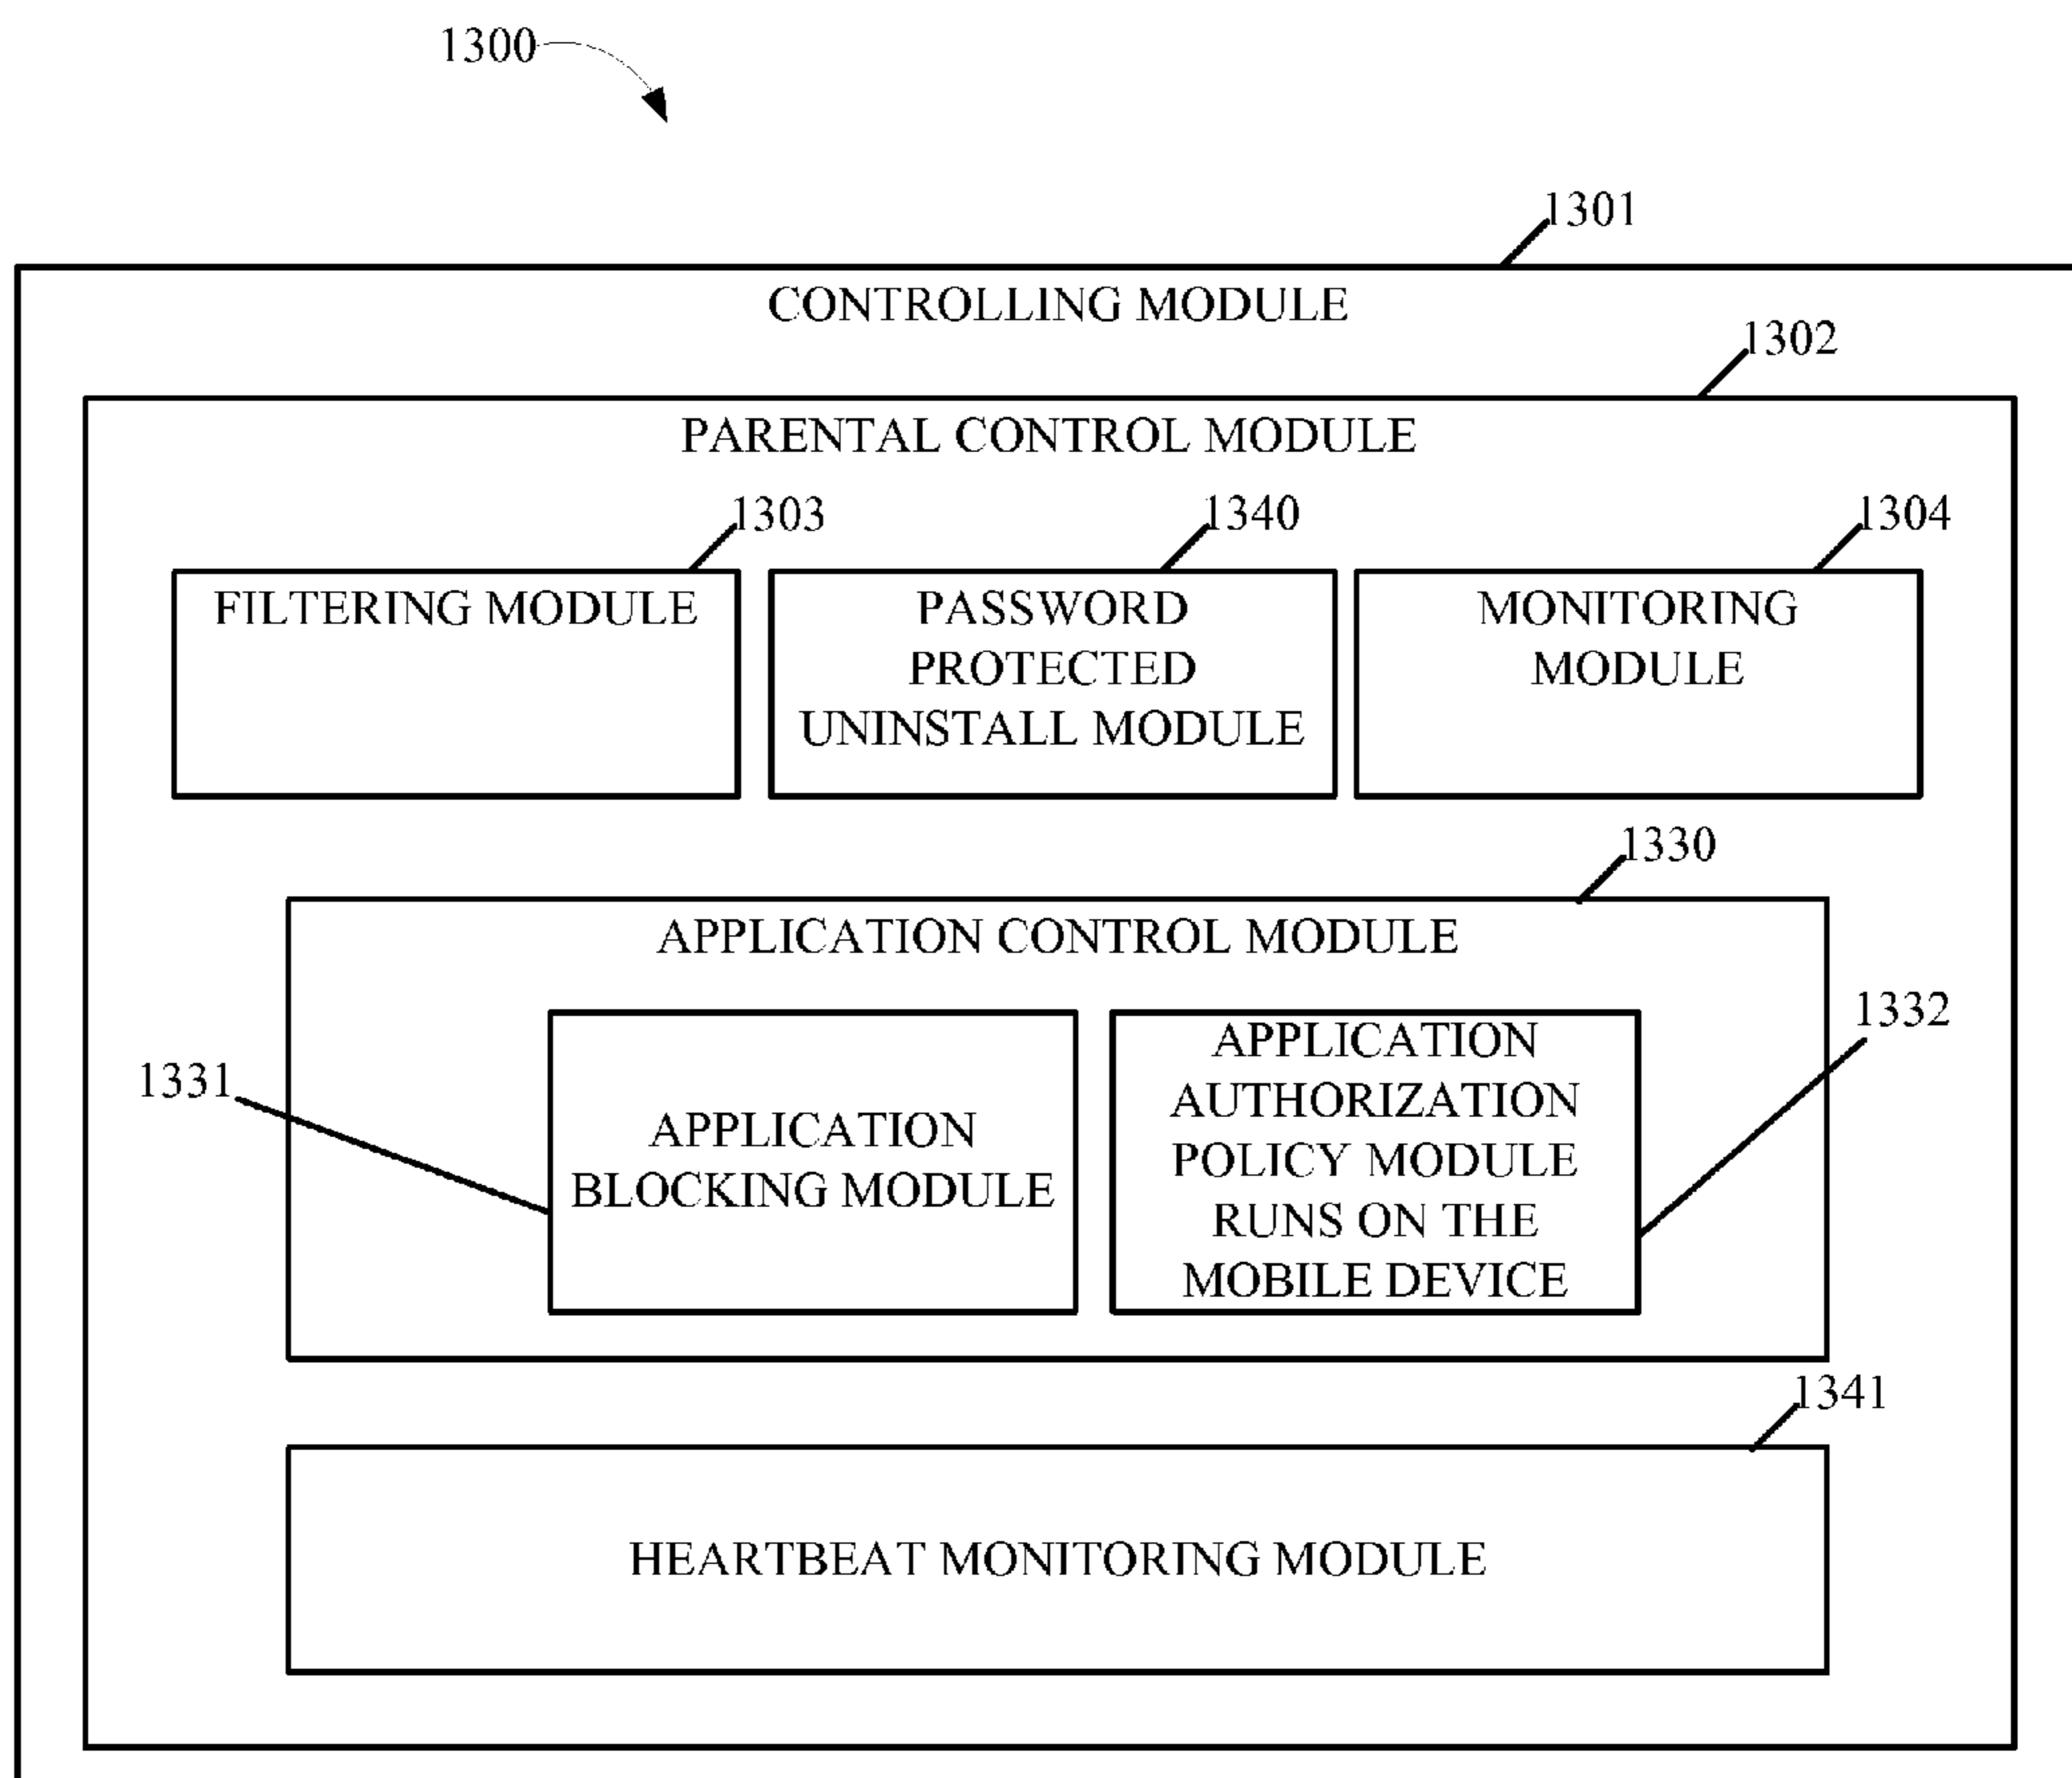 1300
1301
CONTROLLING MODULE
1302
PARENTAL CONTROL MODULE
1303
1340
1304
FILTERING MODULE
PASSWORD
PROTECTED
UNINSTALL MODULE
MONITORING
MODULE
1330
APPLICATION CONTROL MODULE
1331
APPLICATION
BLOCKING MODULE
APPLICATION
AUTHORIZATION
POLICY MODULE
RUNS ON THE
MOBILE DEVICE
1332
1341
HEARTBEAT MONITORING MODULE